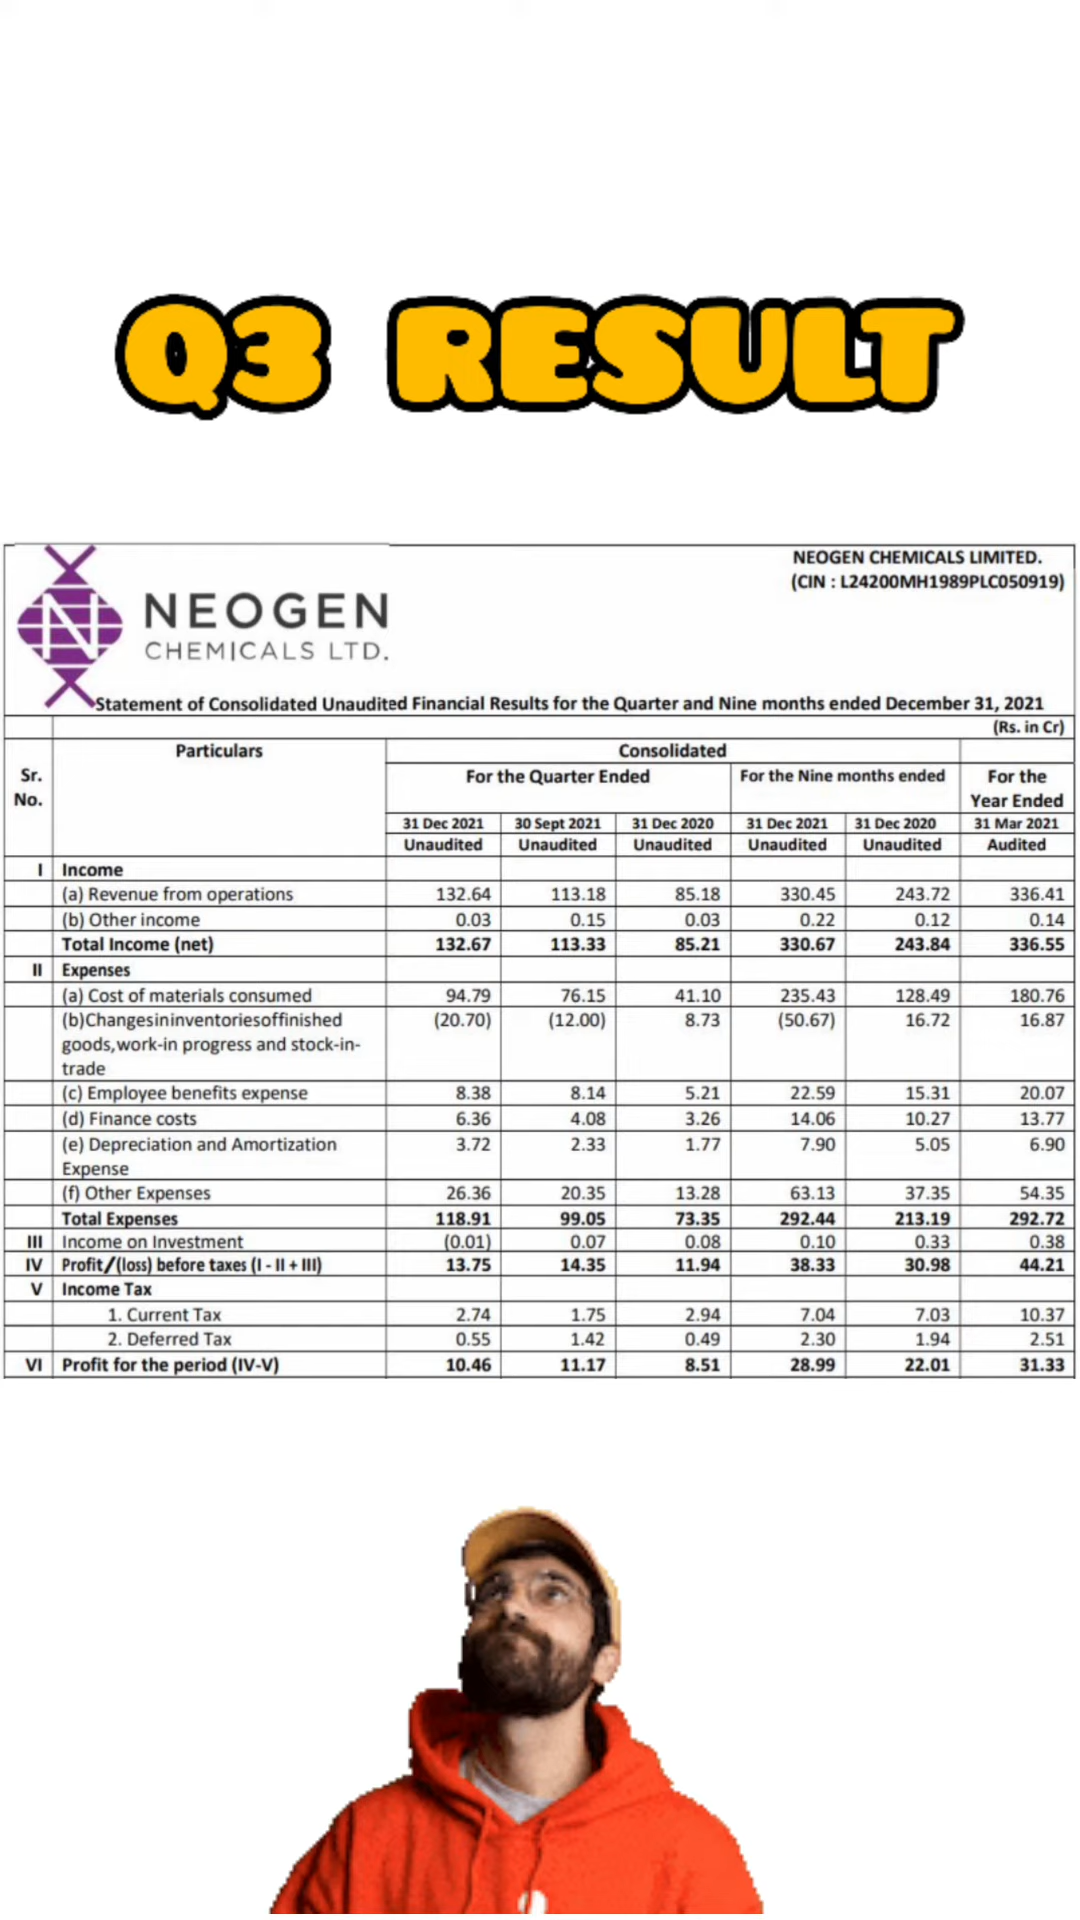 Q3 RESULT
NEOGEN CHEMICALS LIMITED.
(CIN : L24200MH1989PLC050919)
NEOGEN
CHEMICALS LTD.
Statement of Consolidated Unaudited Financial Results for the Quarter and Nine months ended December 31, 2021
(Rs. in Cr)
Sr. No. Particulars Consolidated
For the Quarter Ended For the Nine months ended For the Year Ended
31 Dec 2021 30 Sept 2021 31 Dec 2020 31 Dec 2021 31 Dec 2020 31 Mar 2021
Unaudited Unaudited Unaudited Unaudited Unaudited Audited
I Income
(a) Revenue from operations 132.64 113.18 85.18 330.45 243.72 336.41
(b) Other income 0.03 0.15 0.03 0.22 0.12 0.14
Total Income (net) 132.67 113.33 85.21 330.67 243.84 336.55
II Expenses
(a) Cost of materials consumed 94.79 76.15 41.10 235.43 128.49 180.76
(b)Changesininventoriesoffinished (20.70) (12.00) 8.73 (50.67) 16.72 16.87
goods,work-in progress and stock-in-
trade
(c) Employee benefits expense 8.38 8.14 5.21 22.59 15.31 20.07
(d) Finance costs 6.36 4.08 3.26 14.06 10.27 13.77
(e) Depreciation and Amortization 3.72 2.33 1.77 7.90 5.05 6.90
Expense
(f) Other Expenses 26.36 20.35 13.28 63.13 37.35 54.35
Total Expenses 118.91 99.05 73.35 292.44 213.19 292.72
III Income on Investment (0.01) 0.07 0.08 0.10 0.33 0.38
IV Profit/(loss) before taxes (I - II + III) 13.75 14.35 11.94 38.33 30.98 44.21
V Income Tax
1. Current Tax 2.74 1.75 2.94 7.04 7.03 10.37
2. Deferred Tax 0.55 1.42 0.49 2.30 1.94 2.51
VI Profit for the period (IV-V) 10.46 11.17 8.51 28.99 22.01 31.33